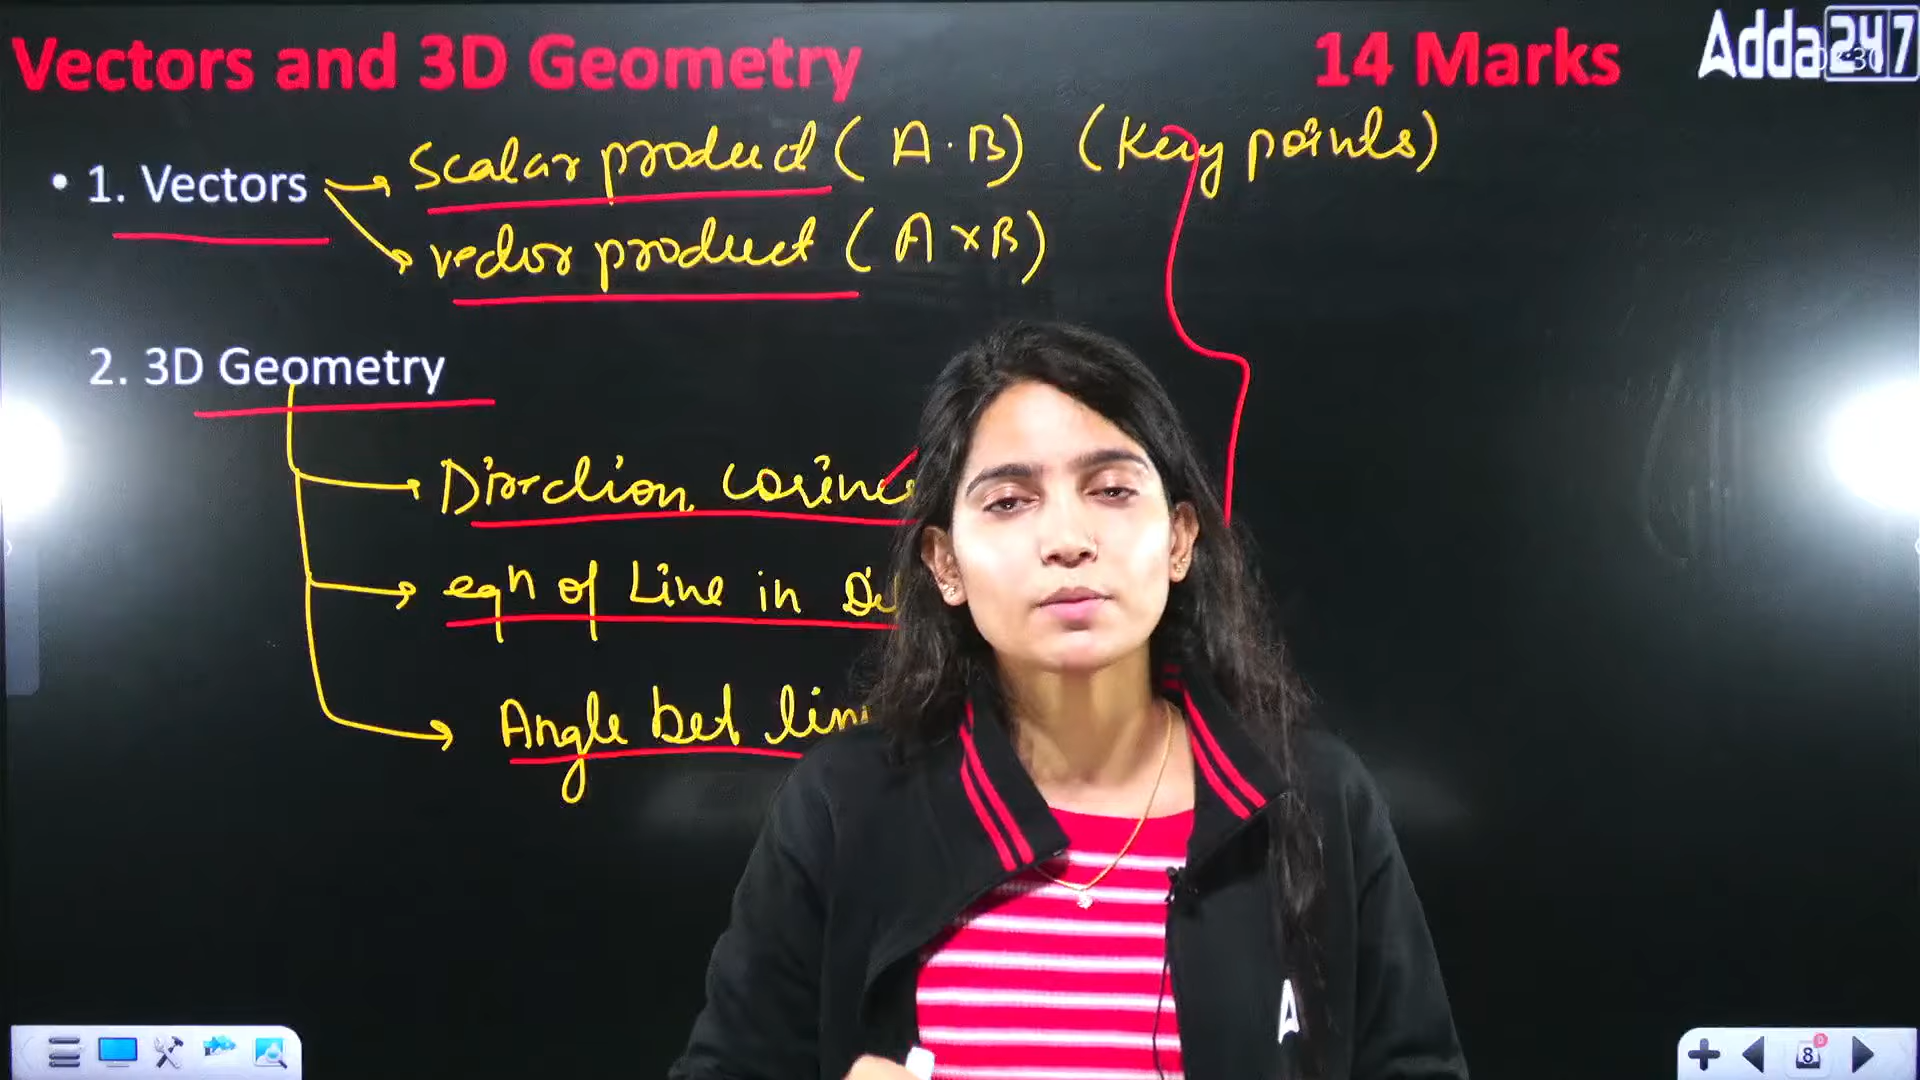 Vectors and 3D Geometry 14 Marks Adda247
• 1. Vectors → Scalar product (A·B) (Key points)
→ vector product (A×B)
2. 3D Geometry
→ Direction
→ eqn of Line in
→ Angle bet
8